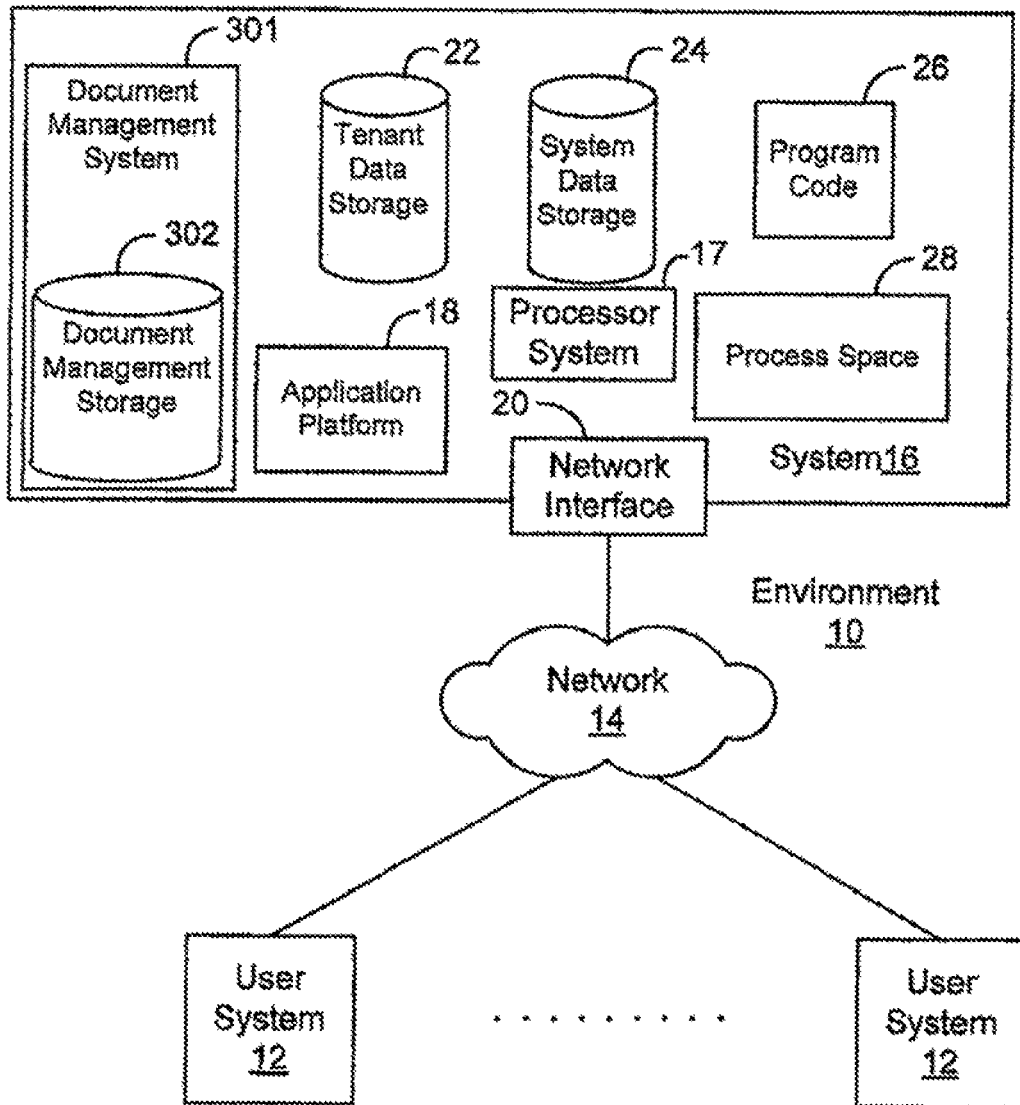 301
Document
Management
System
302
Document
Management
Storage
22
Tenant
Data
Storage
24
System
Data
Storage
26
Program
Code
17
Processor
System
28
Process Space
18
Application
Platform
20
Network
Interface
System 16
Environment
10
Network
14
User
System
12
. . . . . . . . .
User
System
12